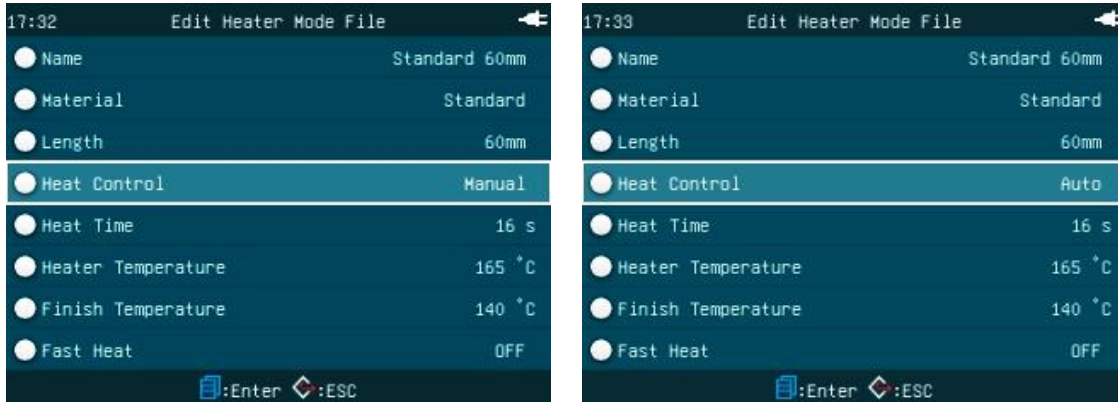 17:32 Edit Heater Mode File
Name Standard 60mm
Material Standard
Length 60mm
Heat Control Manual
Heat Time 16 s
Heater Temperature 165 °C
Finish Temperature 140 °C
Fast Heat OFF
:Enter :ESC
17:33 Edit Heater Mode File
Name Standard 60mm
Material Standard
Length 60mm
Heat Control Auto
Heat Time 16 s
Heater Temperature 165 °C
Finish Temperature 140 °C
Fast Heat OFF
:Enter :ESC